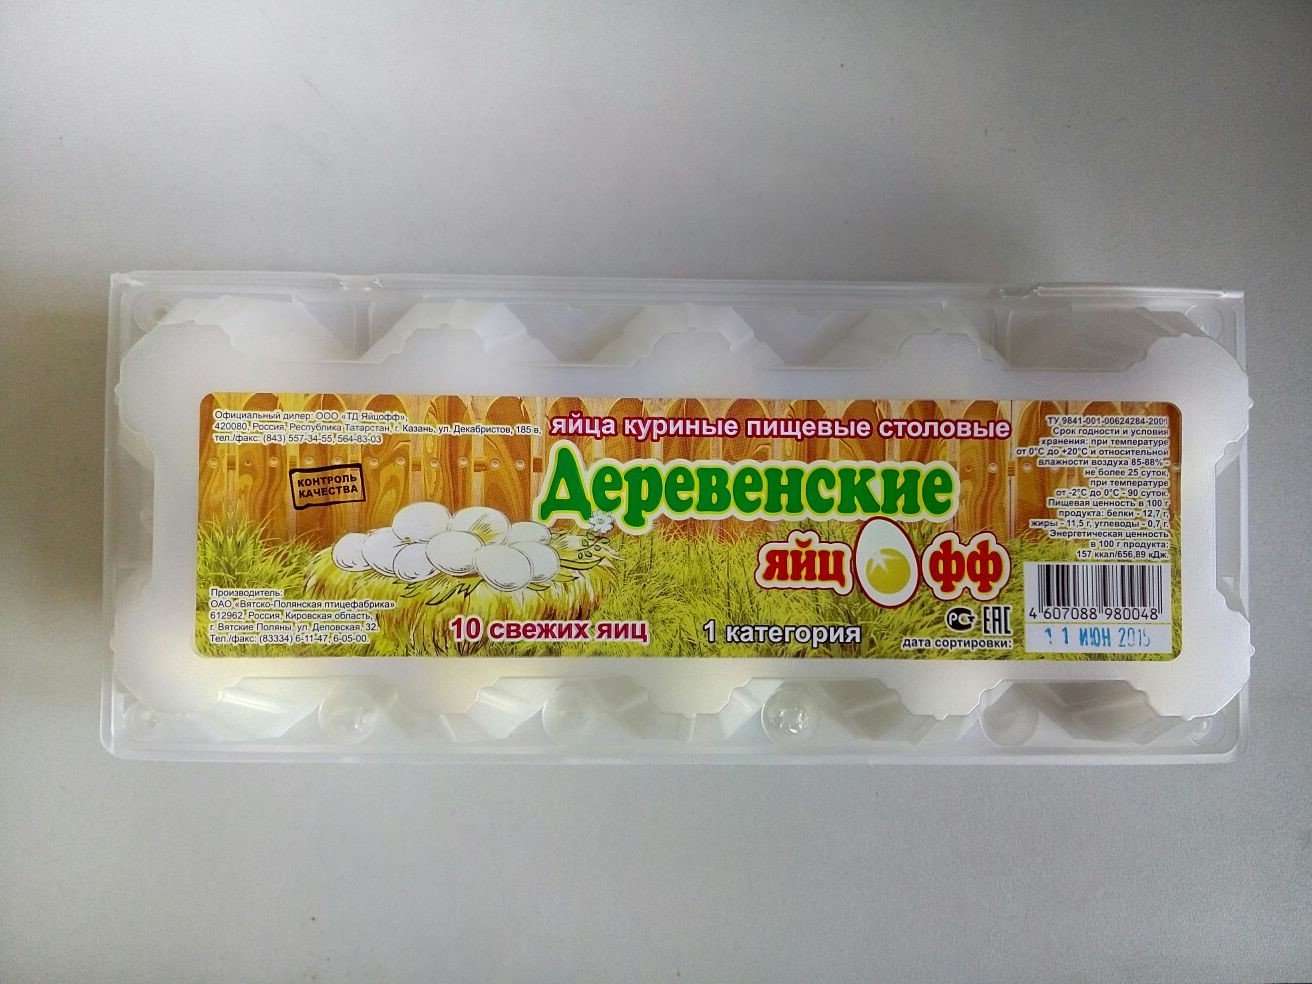 Официальный дилер: ООО «ТД Яйцофф»,
420080, Россия, Республика Татарстан, г. Казань, ул. Декабристов, 185 в,
тел./факс: (843) 557-34-55, 564-83-03
КОНТРОЛЬ
КАЧЕСТВА
Производитель:
ОАО «Вятско-Полянская птицефабрика»
612962, Россия, Кировская область,
г. Вятские Поляны, ул. Деповская, 32.
Тел./факс: (83334) 6-11-47, 6-05-00.
яйца куриные пищевые столовые
Деревенские
яйц фф
10 свежих яиц
1 категория
ТУ 9841-001-00624284-2001
Срок годности и условия
хранения: при температуре
от 0°С до +20°С и относительной
влажности воздуха 85-88% -
не более 25 суток,
при температуре
от -2°С до 0°С - 90 суток.
Пищевая ценность в 100 г
продукта: белки - 12,7 г,
жиры - 11,5 г, углеводы - 0,7 г.
Энергетическая ценность
в 100 г продукта:
157 ккал/656,89 кДж.
4 607088 980048
РСТ EAC
дата сортировки:
11 ИЮН 2015